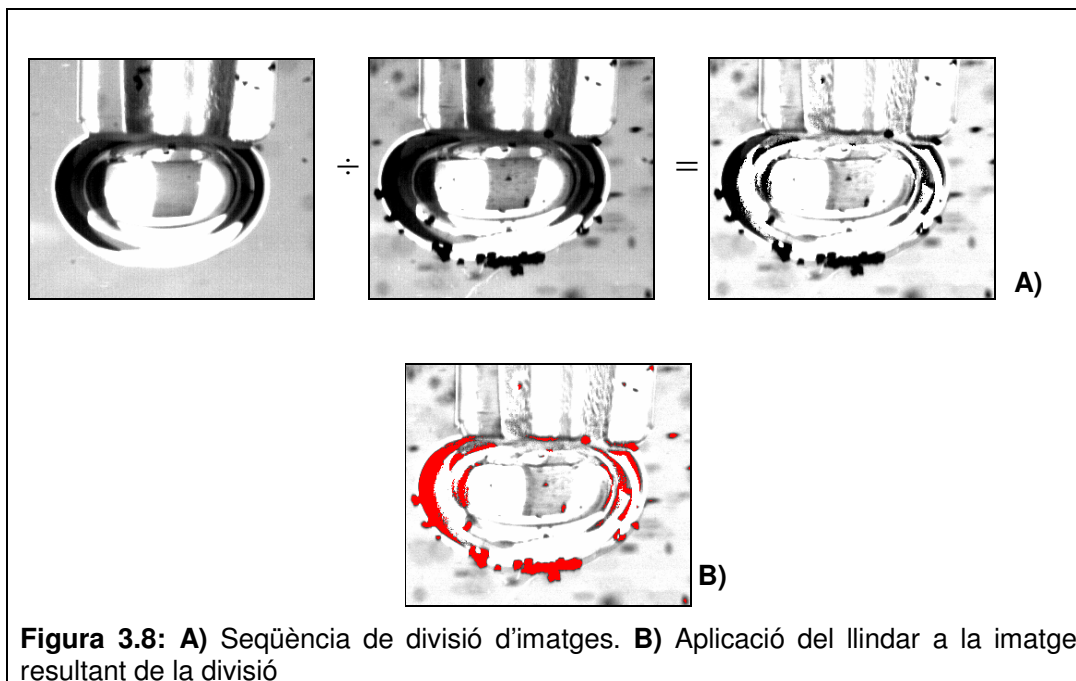 ÷ =
A)
B)
Figura 3.8: A) Seqüència de divisió d'imatges. B) Aplicació del llindar a la imatge
resultant de la divisió